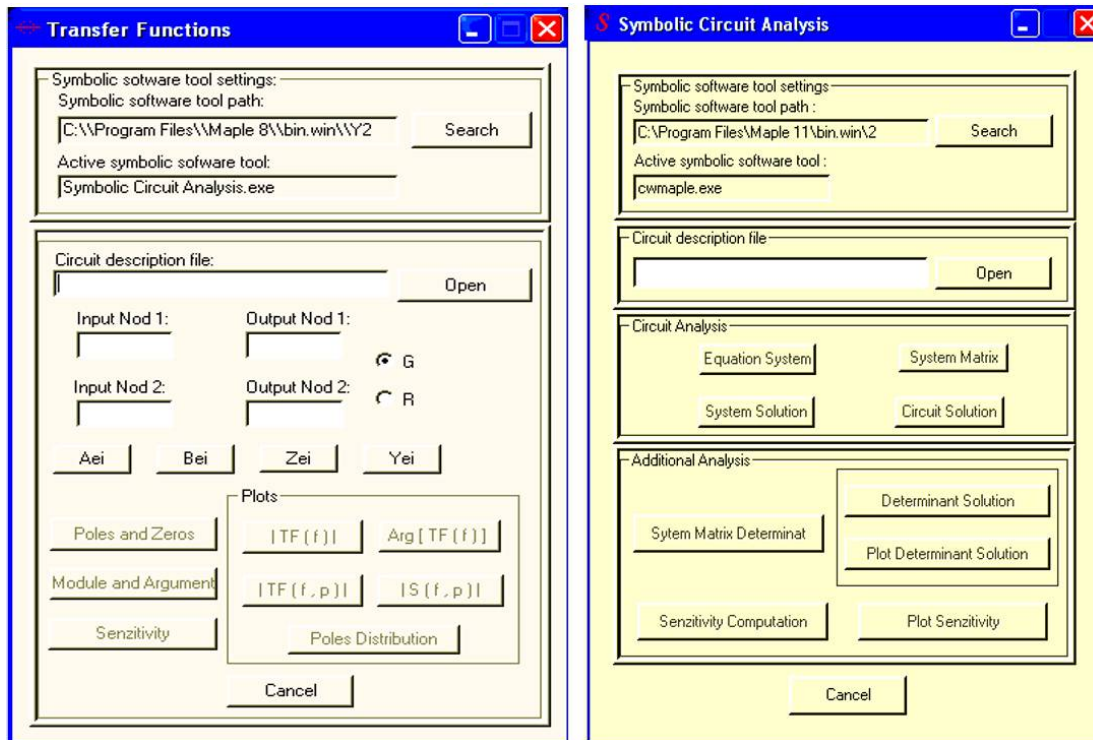 Transfer Functions
Symbolic sotware tool settings:
Symbolic software tool path:
C:\\Program Files\\Maple 8\\bin.win\\Y2
Search
Active symbolic sofware tool:
Symbolic Circuit Analysis.exe
Circuit description file:
Open
Input Nod 1:
Output Nod 1:
G
Input Nod 2:
Output Nod 2:
R
Aei
Bei
Zei
Yei
Plots
Poles and Zeros
| TF ( f ) |
Arg [ TF ( f ) ]
Module and Argument
| TF ( f , p ) |
| S ( f , p ) |
Senzitivity
Poles Distribution
Cancel
S Symbolic Circuit Analysis
Symbolic software tool settings
Symbolic software tool path :
C:\Program Files\Maple 11\bin.win\2
Search
Active symbolic software tool :
cwmaple.exe
Circuit description file
Open
Circuit Analysis
Equation System
System Matrix
System Solution
Circuit Solution
Additional Analysis
Determinant Solution
Sytem Matrix Determinat
Plot Determinant Solution
Senzitivity Computation
Plot Senzitivity
Cancel